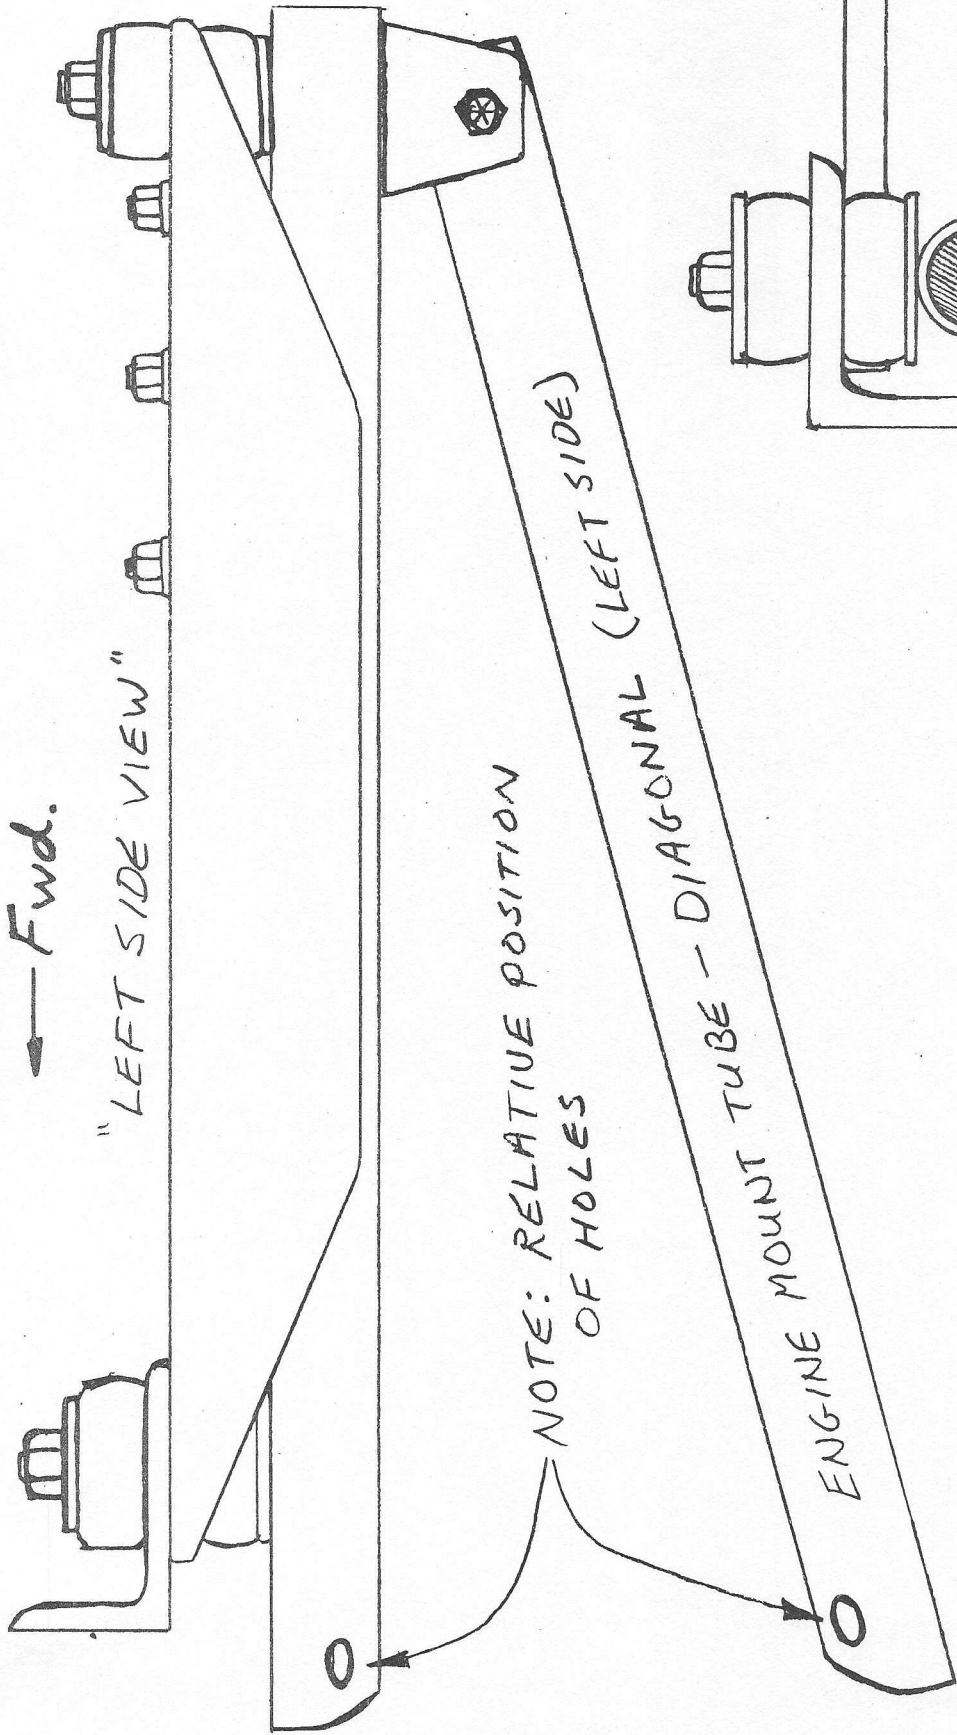 ← Fwd.
"LEFT SIDE VIEW"
NOTE: RELATIVE POSITION
OF HOLES
ENGINE MOUNT TUBE - DIAGONAL (LEFT SIDE)